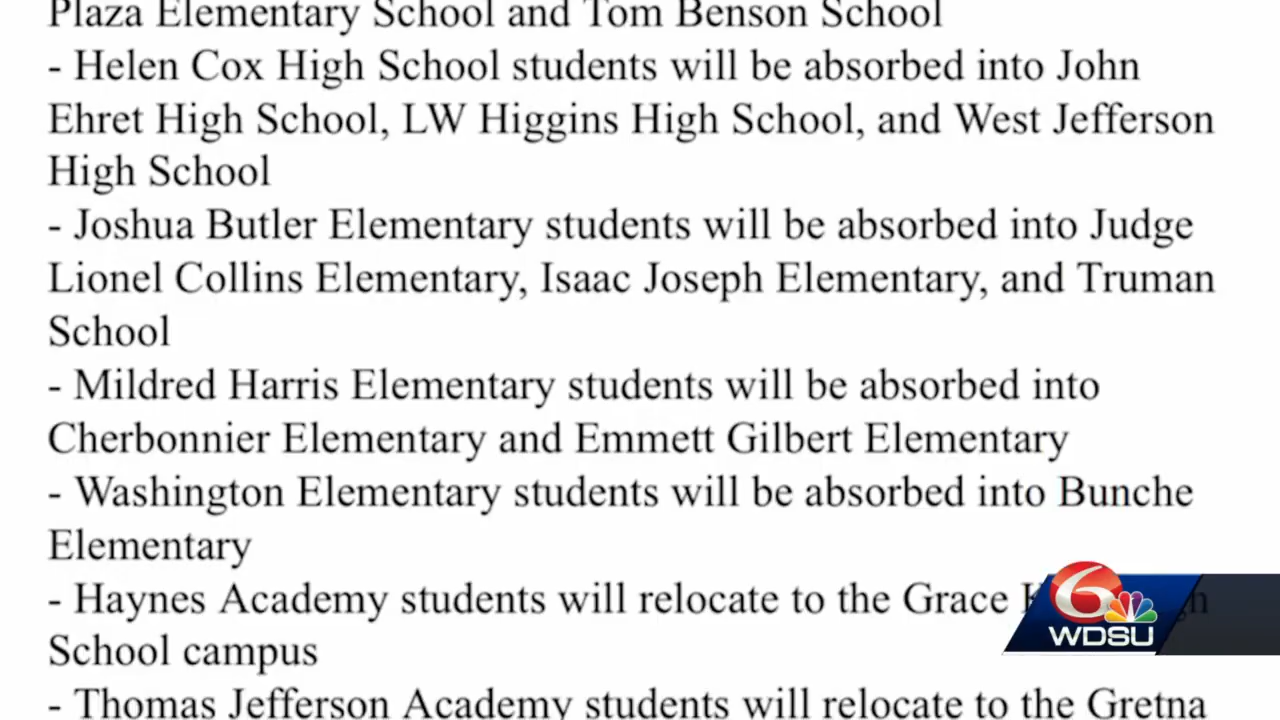 Plaza Elementary School and Tom Benson School
- Helen Cox High School students will be absorbed into John
Ehret High School, LW Higgins High School, and West Jefferson
High School
- Joshua Butler Elementary students will be absorbed into Judge
Lionel Collins Elementary, Isaac Joseph Elementary, and Truman
School
- Mildred Harris Elementary students will be absorbed into
Cherbonnier Elementary and Emmett Gilbert Elementary
- Washington Elementary students will be absorbed into Bunche
Elementary
- Haynes Academy students will relocate to the Grace
School campus
- Thomas Jefferson Academy students will relocate to the Gretna
6
WDSU